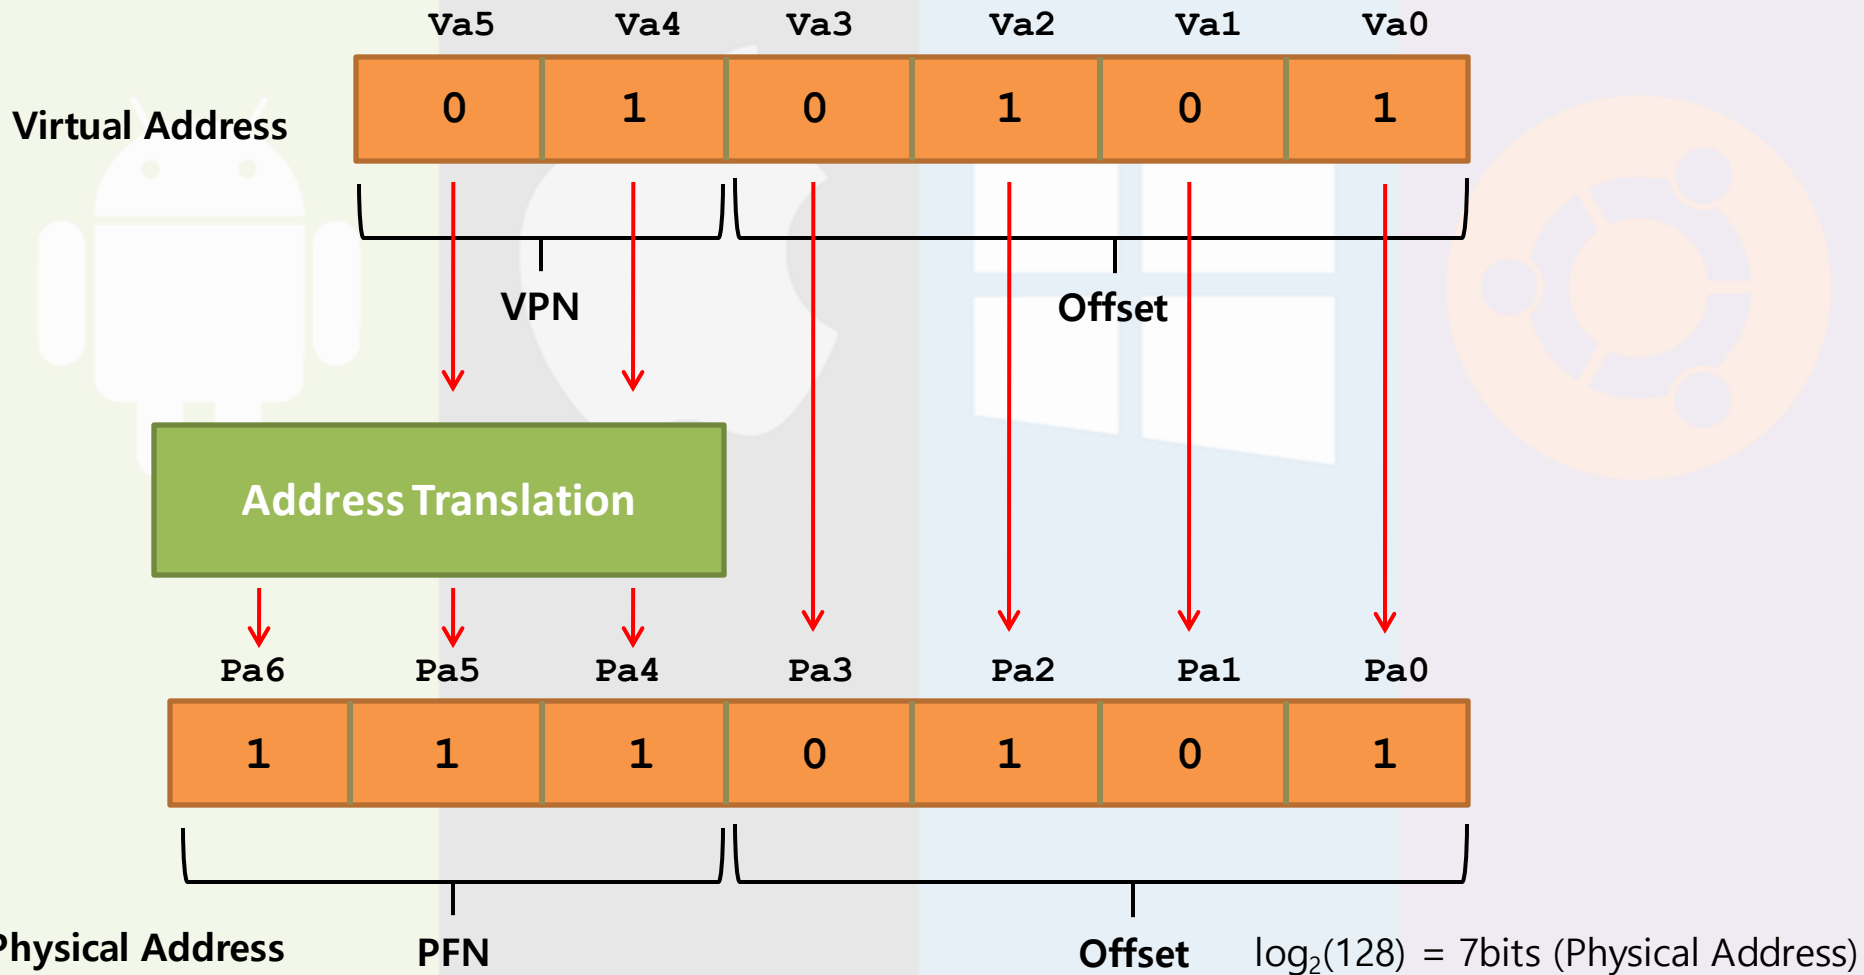 Va5 Va4 Va3 Va2 Va1 Va0
Virtual Address
0 1 0 1 0 1
VPN
Offset
Address Translation
Pa6 Pa5 Pa4 Pa3 Pa2 Pa1 Pa0
1 1 1 0 1 0 1
Physical Address
PFN
Offset
log₂(128) = 7bits (Physical Address)